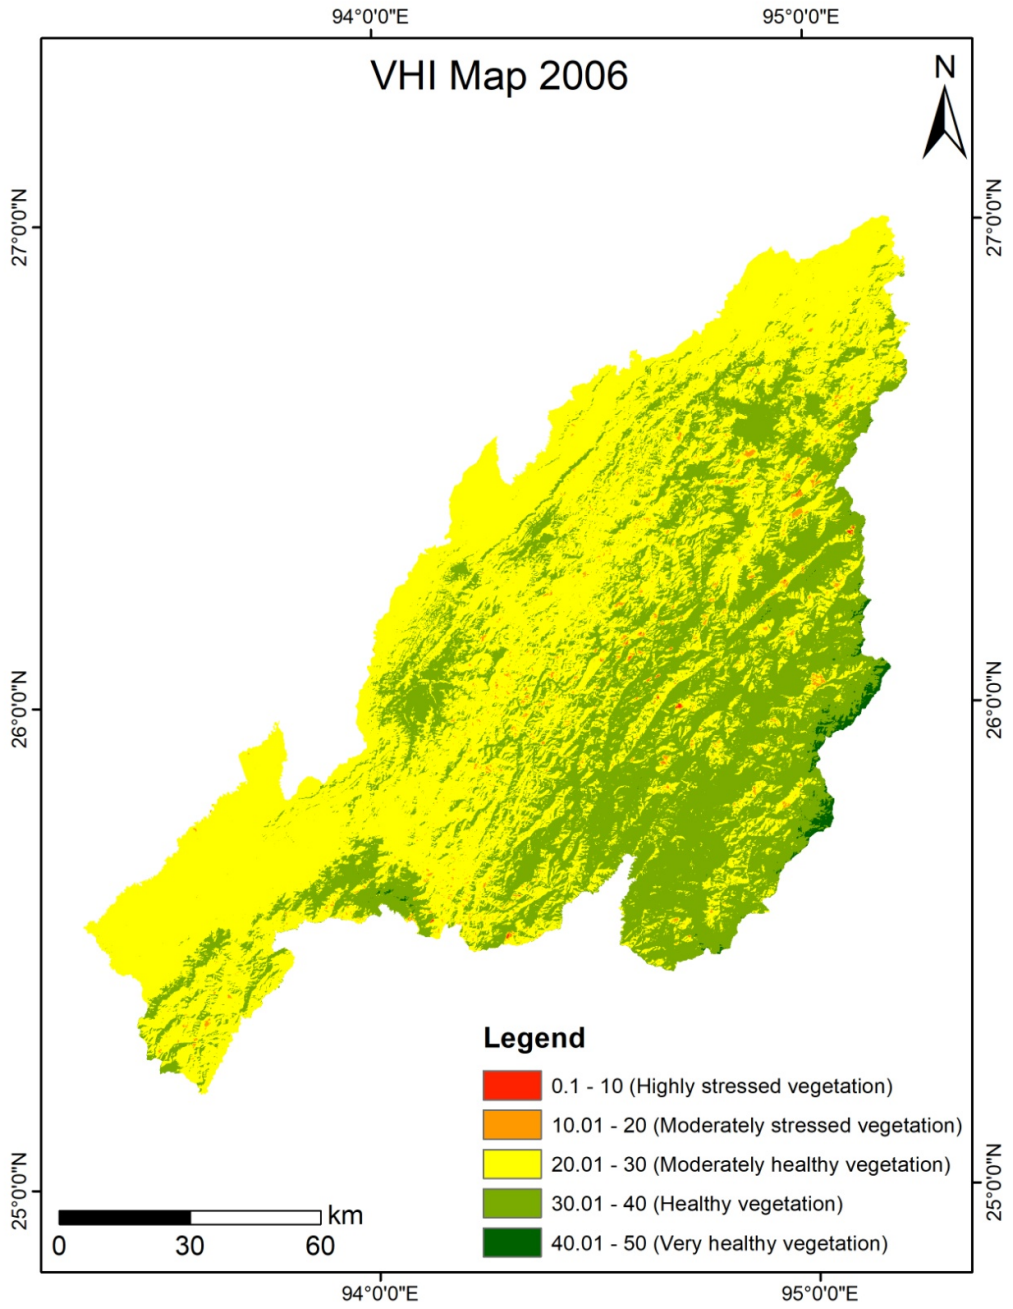 94°0'0"E 95°0'0"E
VHI Map 2006
N
27°0'0"N 27°0'0"N
26°0'0"N 26°0'0"N
25°0'0"N 25°0'0"N
Legend
0.1 - 10 (Highly stressed vegetation)
10.01 - 20 (Moderately stressed vegetation)
20.01 - 30 (Moderately healthy vegetation)
30.01 - 40 (Healthy vegetation)
40.01 - 50 (Very healthy vegetation)
km
0 30 60
94°0'0"E 95°0'0"E